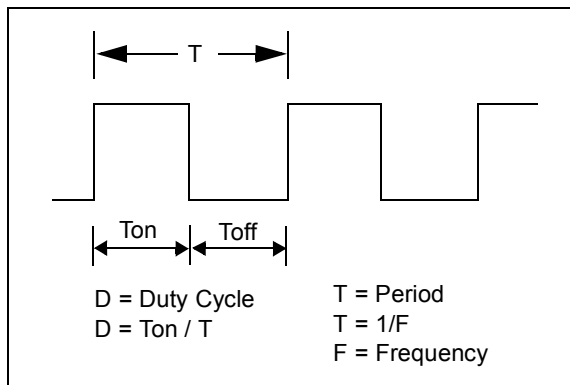 T
Ton
Toff
D = Duty Cycle
D = Ton / T
T = Period
T = 1/F
F = Frequency